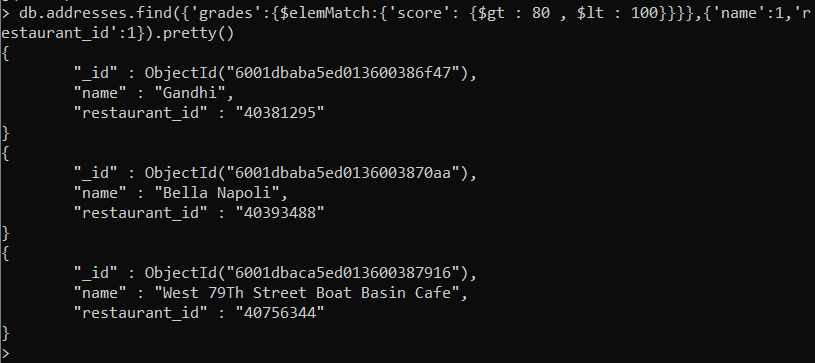 > db.addresses.find({'grades':{$elemMatch:{'score': {$gt : 80 , $lt : 100}}}},{'name':1,'r
estaurant_id':1}).pretty()
{
        "_id" : ObjectId("6001dbaba5ed013600386f47"),
        "name" : "Gandhi",
        "restaurant_id" : "40381295"
}
{
        "_id" : ObjectId("6001dbaba5ed0136003870aa"),
        "name" : "Bella Napoli",
        "restaurant_id" : "40393488"
}
{
        "_id" : ObjectId("6001dbaca5ed013600387916"),
        "name" : "West 79Th Street Boat Basin Cafe",
        "restaurant_id" : "40756344"
}
>